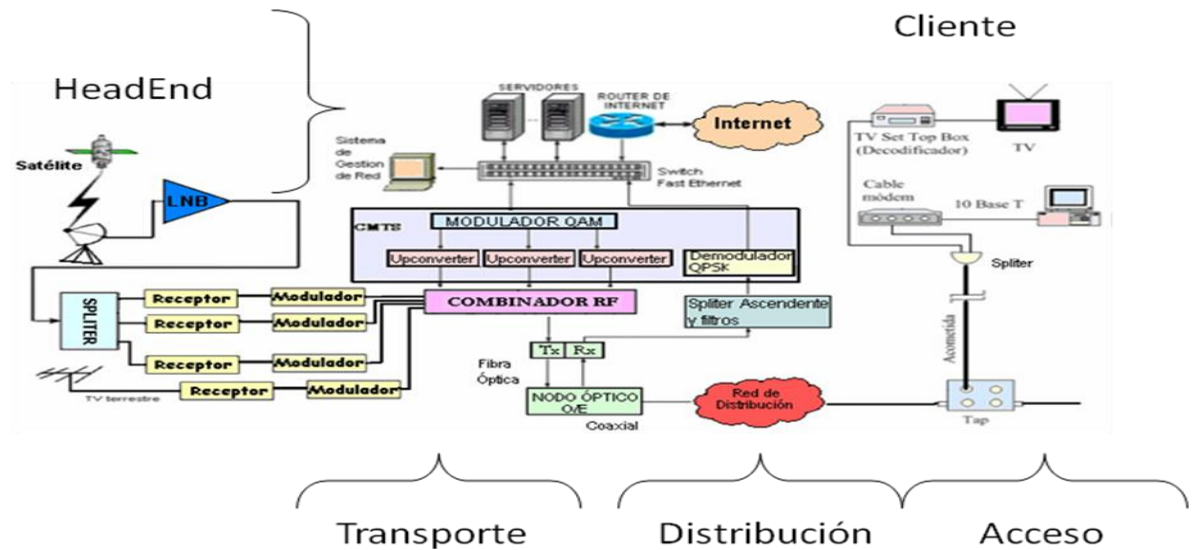 Cliente
HeadEnd
SERVIDORES
ROUTER DE
INTERNET
Internet
Sistema
de
Gestion
de Red
Switch
Fast Ethernet
Satélite
LNB
TV Set Top Box
(Decodificador)
TV
Cable
módem
10 Base T
Spliter
CMTS
MODULADOR QAM
Upconverter
Upconverter
Upconverter
Demodulador
QPSk
COMBINADOR RF
Spliter Ascendente
y filtros
SPLITER
Receptor
Modulador
Receptor
Modulador
Receptor
Modulador
Receptor
Modulador
TV terrestre
Tx
Rx
Fibra
Óptica
NODO ÓPTICO
O/E
Coaxial
Red de
Distribución
Acometida
Tap
Transporte
Distribución
Acceso